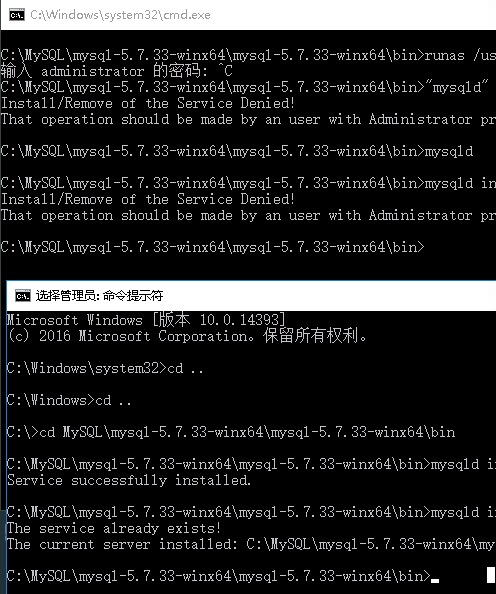 C:\Windows\system32\cmd.exe
C:\MySQL\mysql-5.7.33-winx64\mysql-5.7.33-winx64\bin>runas /us
输入 administrator 的密码: ^C
C:\MySQL\mysql-5.7.33-winx64\mysql-5.7.33-winx64\bin>"mysqld"
Install/Remove of the Service Denied!
That operation should be made by an user with Administrator pr
C:\MySQL\mysql-5.7.33-winx64\mysql-5.7.33-winx64\bin>mysqld
C:\MySQL\mysql-5.7.33-winx64\mysql-5.7.33-winx64\bin>mysqld in
Install/Remove of the Service Denied!
That operation should be made by an user with Administrator pr
C:\MySQL\mysql-5.7.33-winx64\mysql-5.7.33-winx64\bin>
选择管理员: 命令提示符
Microsoft Windows [版本 10.0.14393]
(c) 2016 Microsoft Corporation。保留所有权利。
C:\Windows\system32>cd ..
C:\Windows>cd ..
C:\>cd MySQL\mysql-5.7.33-winx64\mysql-5.7.33-winx64\bin
C:\MySQL\mysql-5.7.33-winx64\mysql-5.7.33-winx64\bin>mysqld in
Service successfully installed.
C:\MySQL\mysql-5.7.33-winx64\mysql-5.7.33-winx64\bin>mysqld in
The service already exists!
The current server installed: C:\MySQL\mysql-5.7.33-winx64\my
C:\MySQL\mysql-5.7.33-winx64\mysql-5.7.33-winx64\bin>